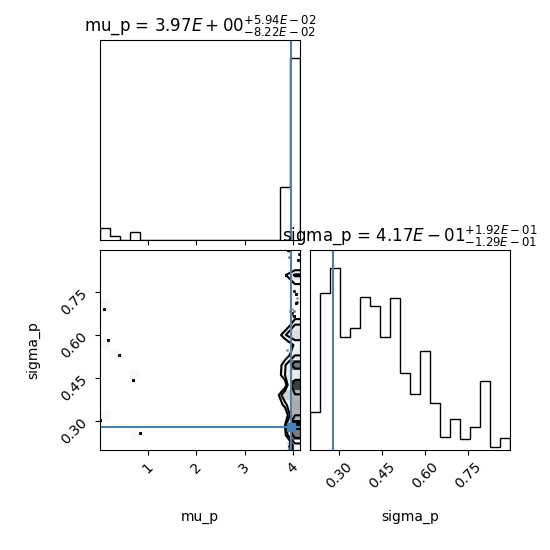 mu_p = 3.97E + 00+5.94E − 02
−8.22E − 02
sigma_p = 4.17E − 01+1.92E − 01
−1.29E − 01
sigma_p
0.75
0.60
0.45
0.30
1
2
3
4
mu_p
0.30
0.45
0.60
0.75
sigma_p